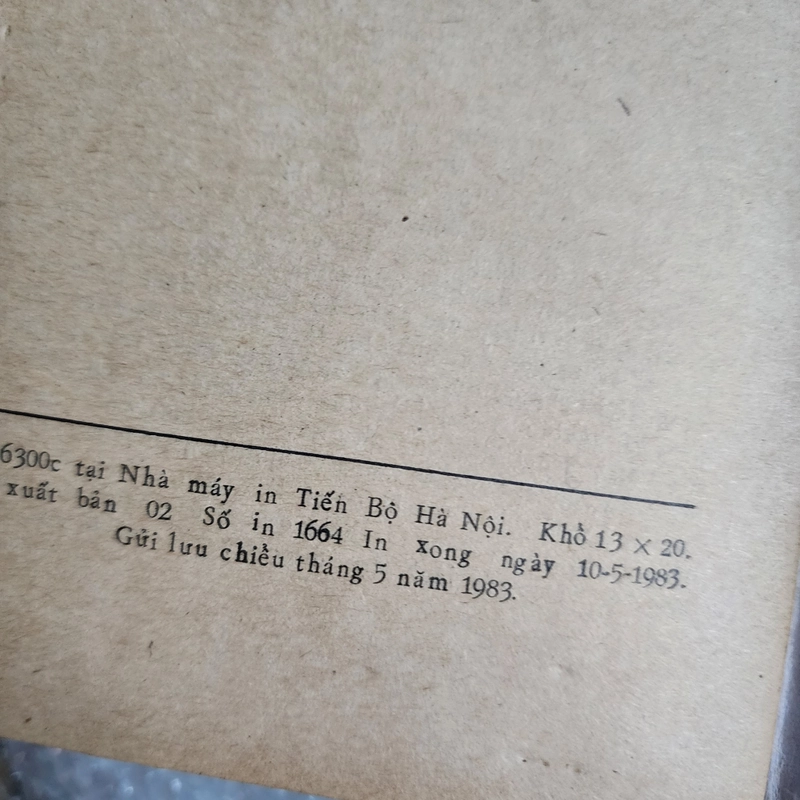 6300c tại Nhà máy in Tiến Bộ Hà Nội. Khổ 13 × 20.
xuất bản 02 Số in 1664 In xong ngày 10-5-1983.
Gửi lưu chiều tháng 5 năm 1983.